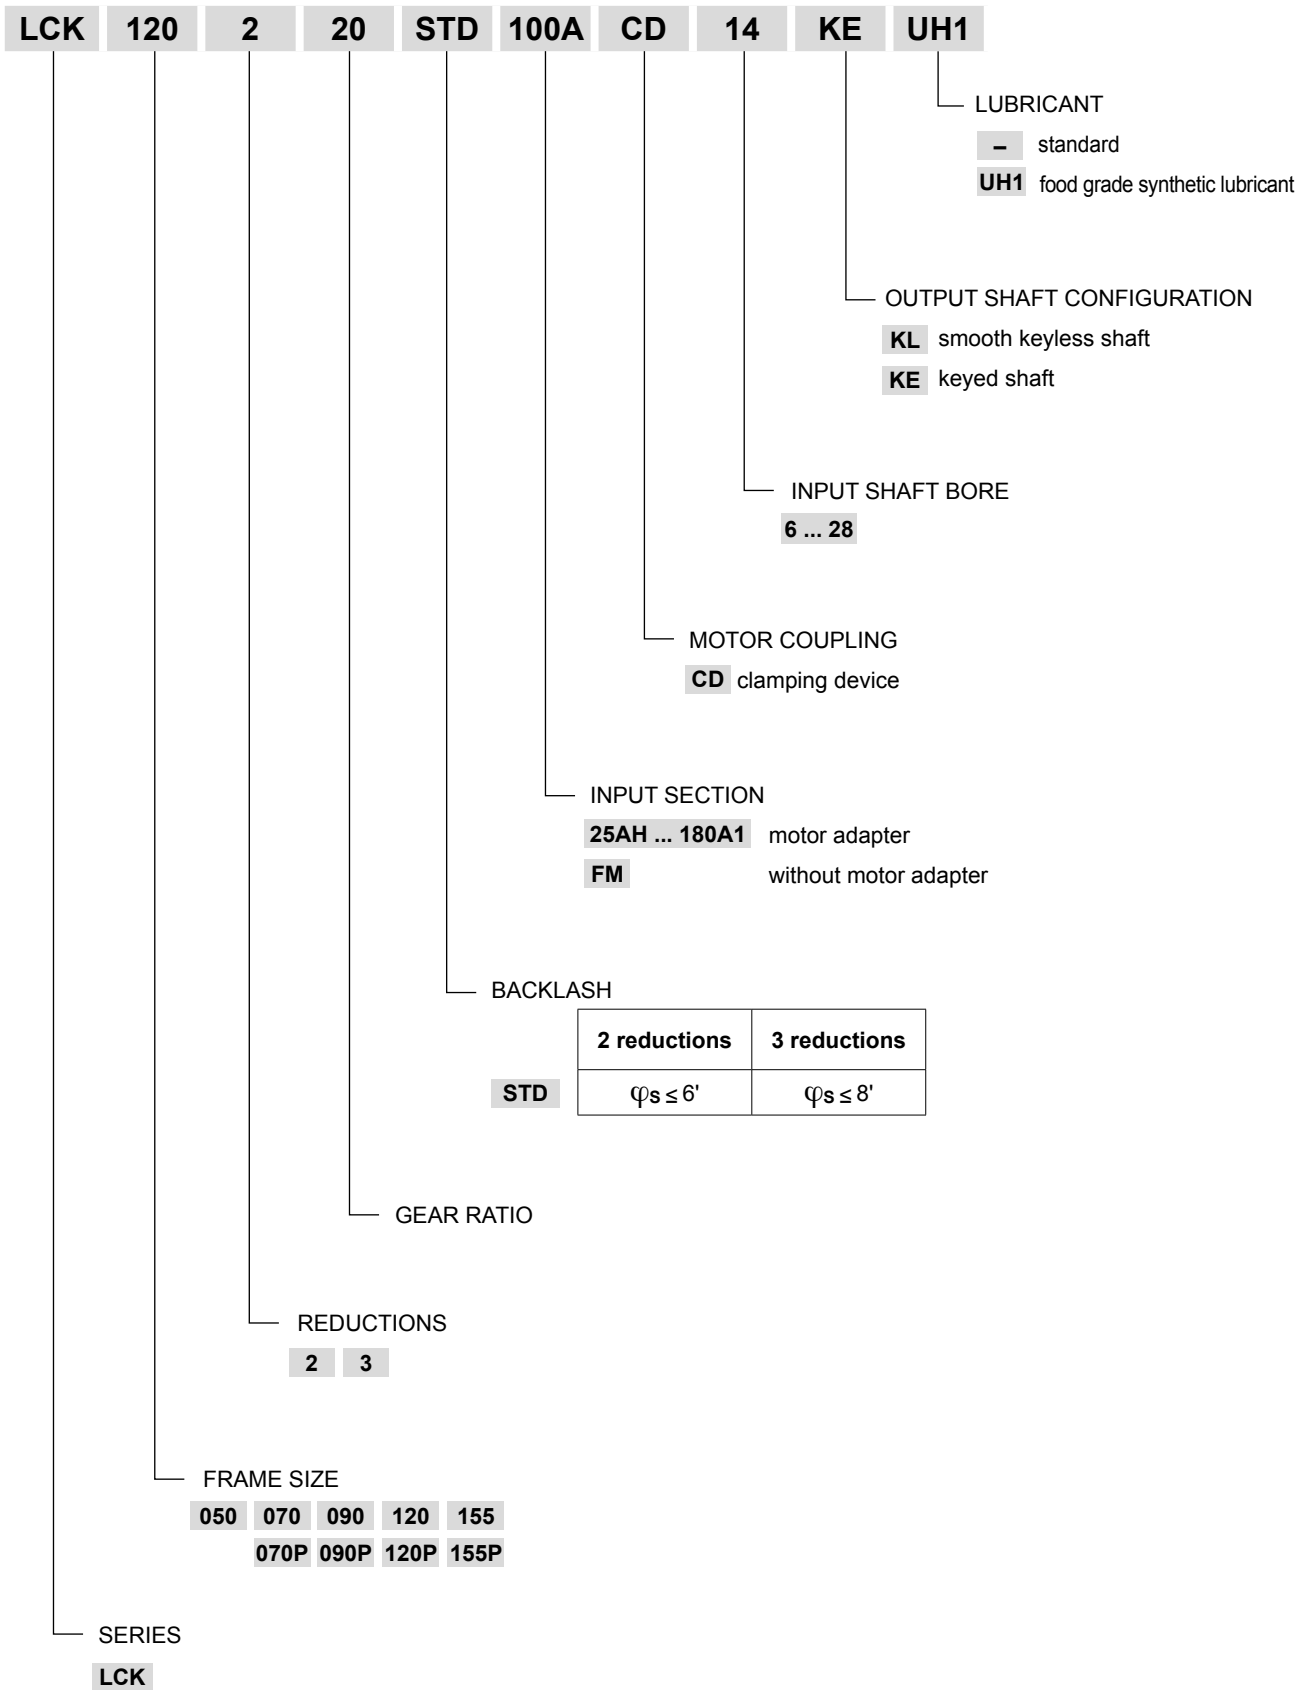 LCK 120 2 20 STD 100A CD 14 KE UH1
LUBRICANT
– standard
UH1 food grade synthetic lubricant
OUTPUT SHAFT CONFIGURATION
KL smooth keyless shaft
KE keyed shaft
INPUT SHAFT BORE
6 ... 28
MOTOR COUPLING
CD clamping device
INPUT SECTION
25AH ... 180A1 motor adapter
FM without motor adapter
BACKLASH
2 reductions 3 reductions
STD φs ≤ 6' φs ≤ 8'
GEAR RATIO
REDUCTIONS
2 3
FRAME SIZE
050 070 090 120 155
070P 090P 120P 155P
SERIES
LCK